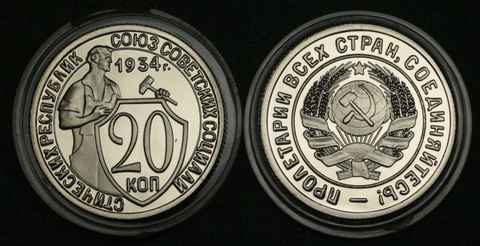 СОЮЗ СОВЕТСКИХ СОЦИАЛИСТИЧЕСКИХ РЕСПУБЛИК
1934 г.
20
КОП
ПРОЛЕТАРИИ ВСЕХ СТРАН, СОЕДИНЯЙТЕСЬ!